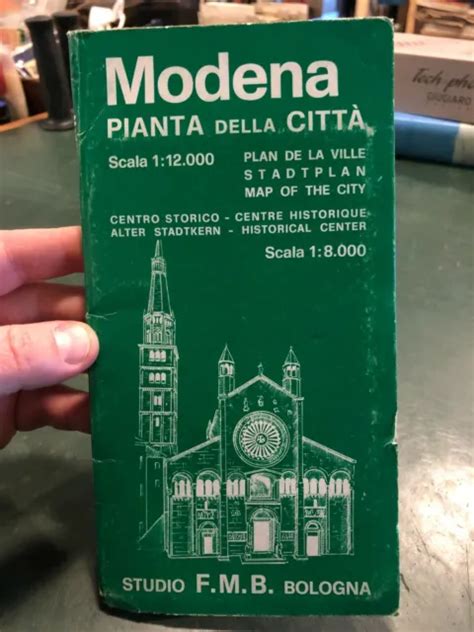 Modena
PIANTA DELLA CITTÀ
Scala 1:12.000
PLAN DE LA VILLE
STADTPLAN
MAP OF THE CITY
CENTRO STORICO - CENTRE HISTORIQUE
ALTER STADTKERN - HISTORICAL CENTER
Scala 1:8.000
STUDIO F.M.B. BOLOGNA
Tech